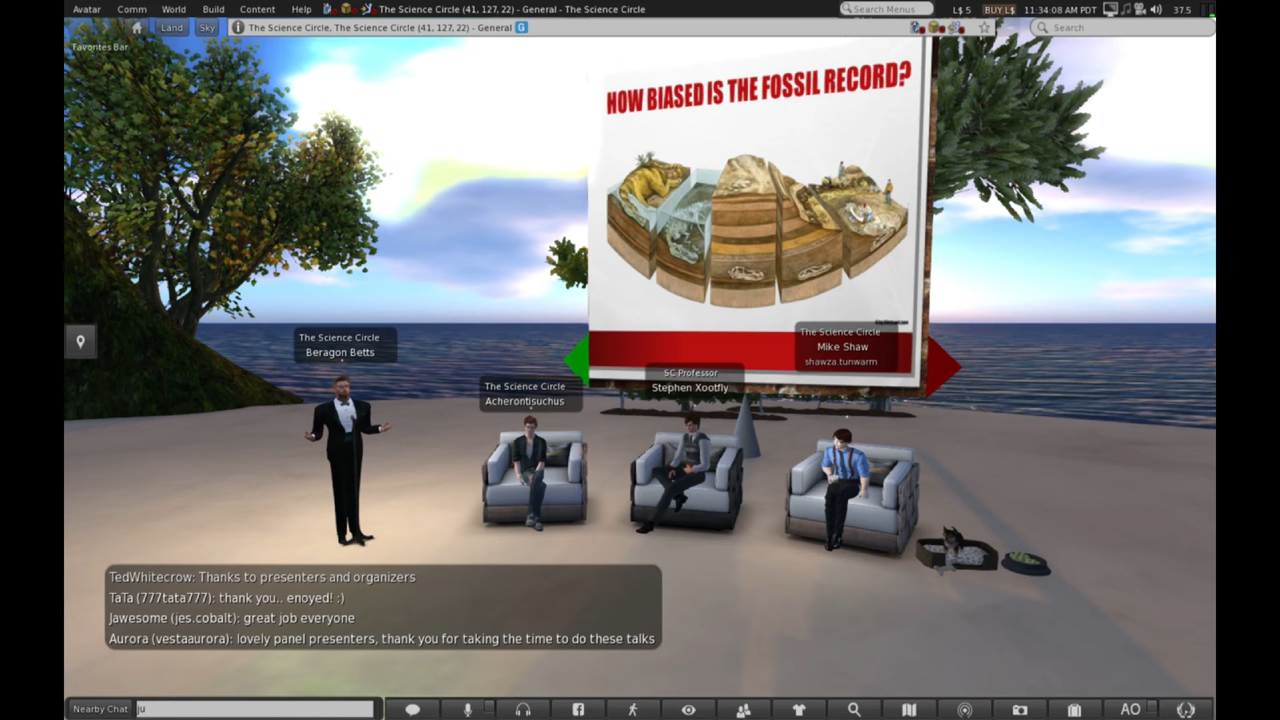 Avatar Comm World Build Content Help The Science Circle (41, 127, 22) - General - The Science Circle Search Menus L$ 5 BUY L$ 11:34:08 AM PDT 37.5
Land Sky The Science Circle, The Science Circle (41, 127, 22) - General G Search
Favorites Bar
HOW BIASED IS THE FOSSIL RECORD?
The Science Circle
Mike Shaw
shawza.tunwarm
The Science Circle
Beragon Betts
SC Professor
Stephen Xootfly
The Science Circle
Acherontisuchus
TedWhitecrow: Thanks to presenters and organizers
TaTa (777tata777): thank you.. enoyed! :)
Jawesome (jes.cobalt): great job everyone
Aurora (vestaaurora): lovely panel presenters, thank you for taking the time to do these talks
Nearby Chat ju AO